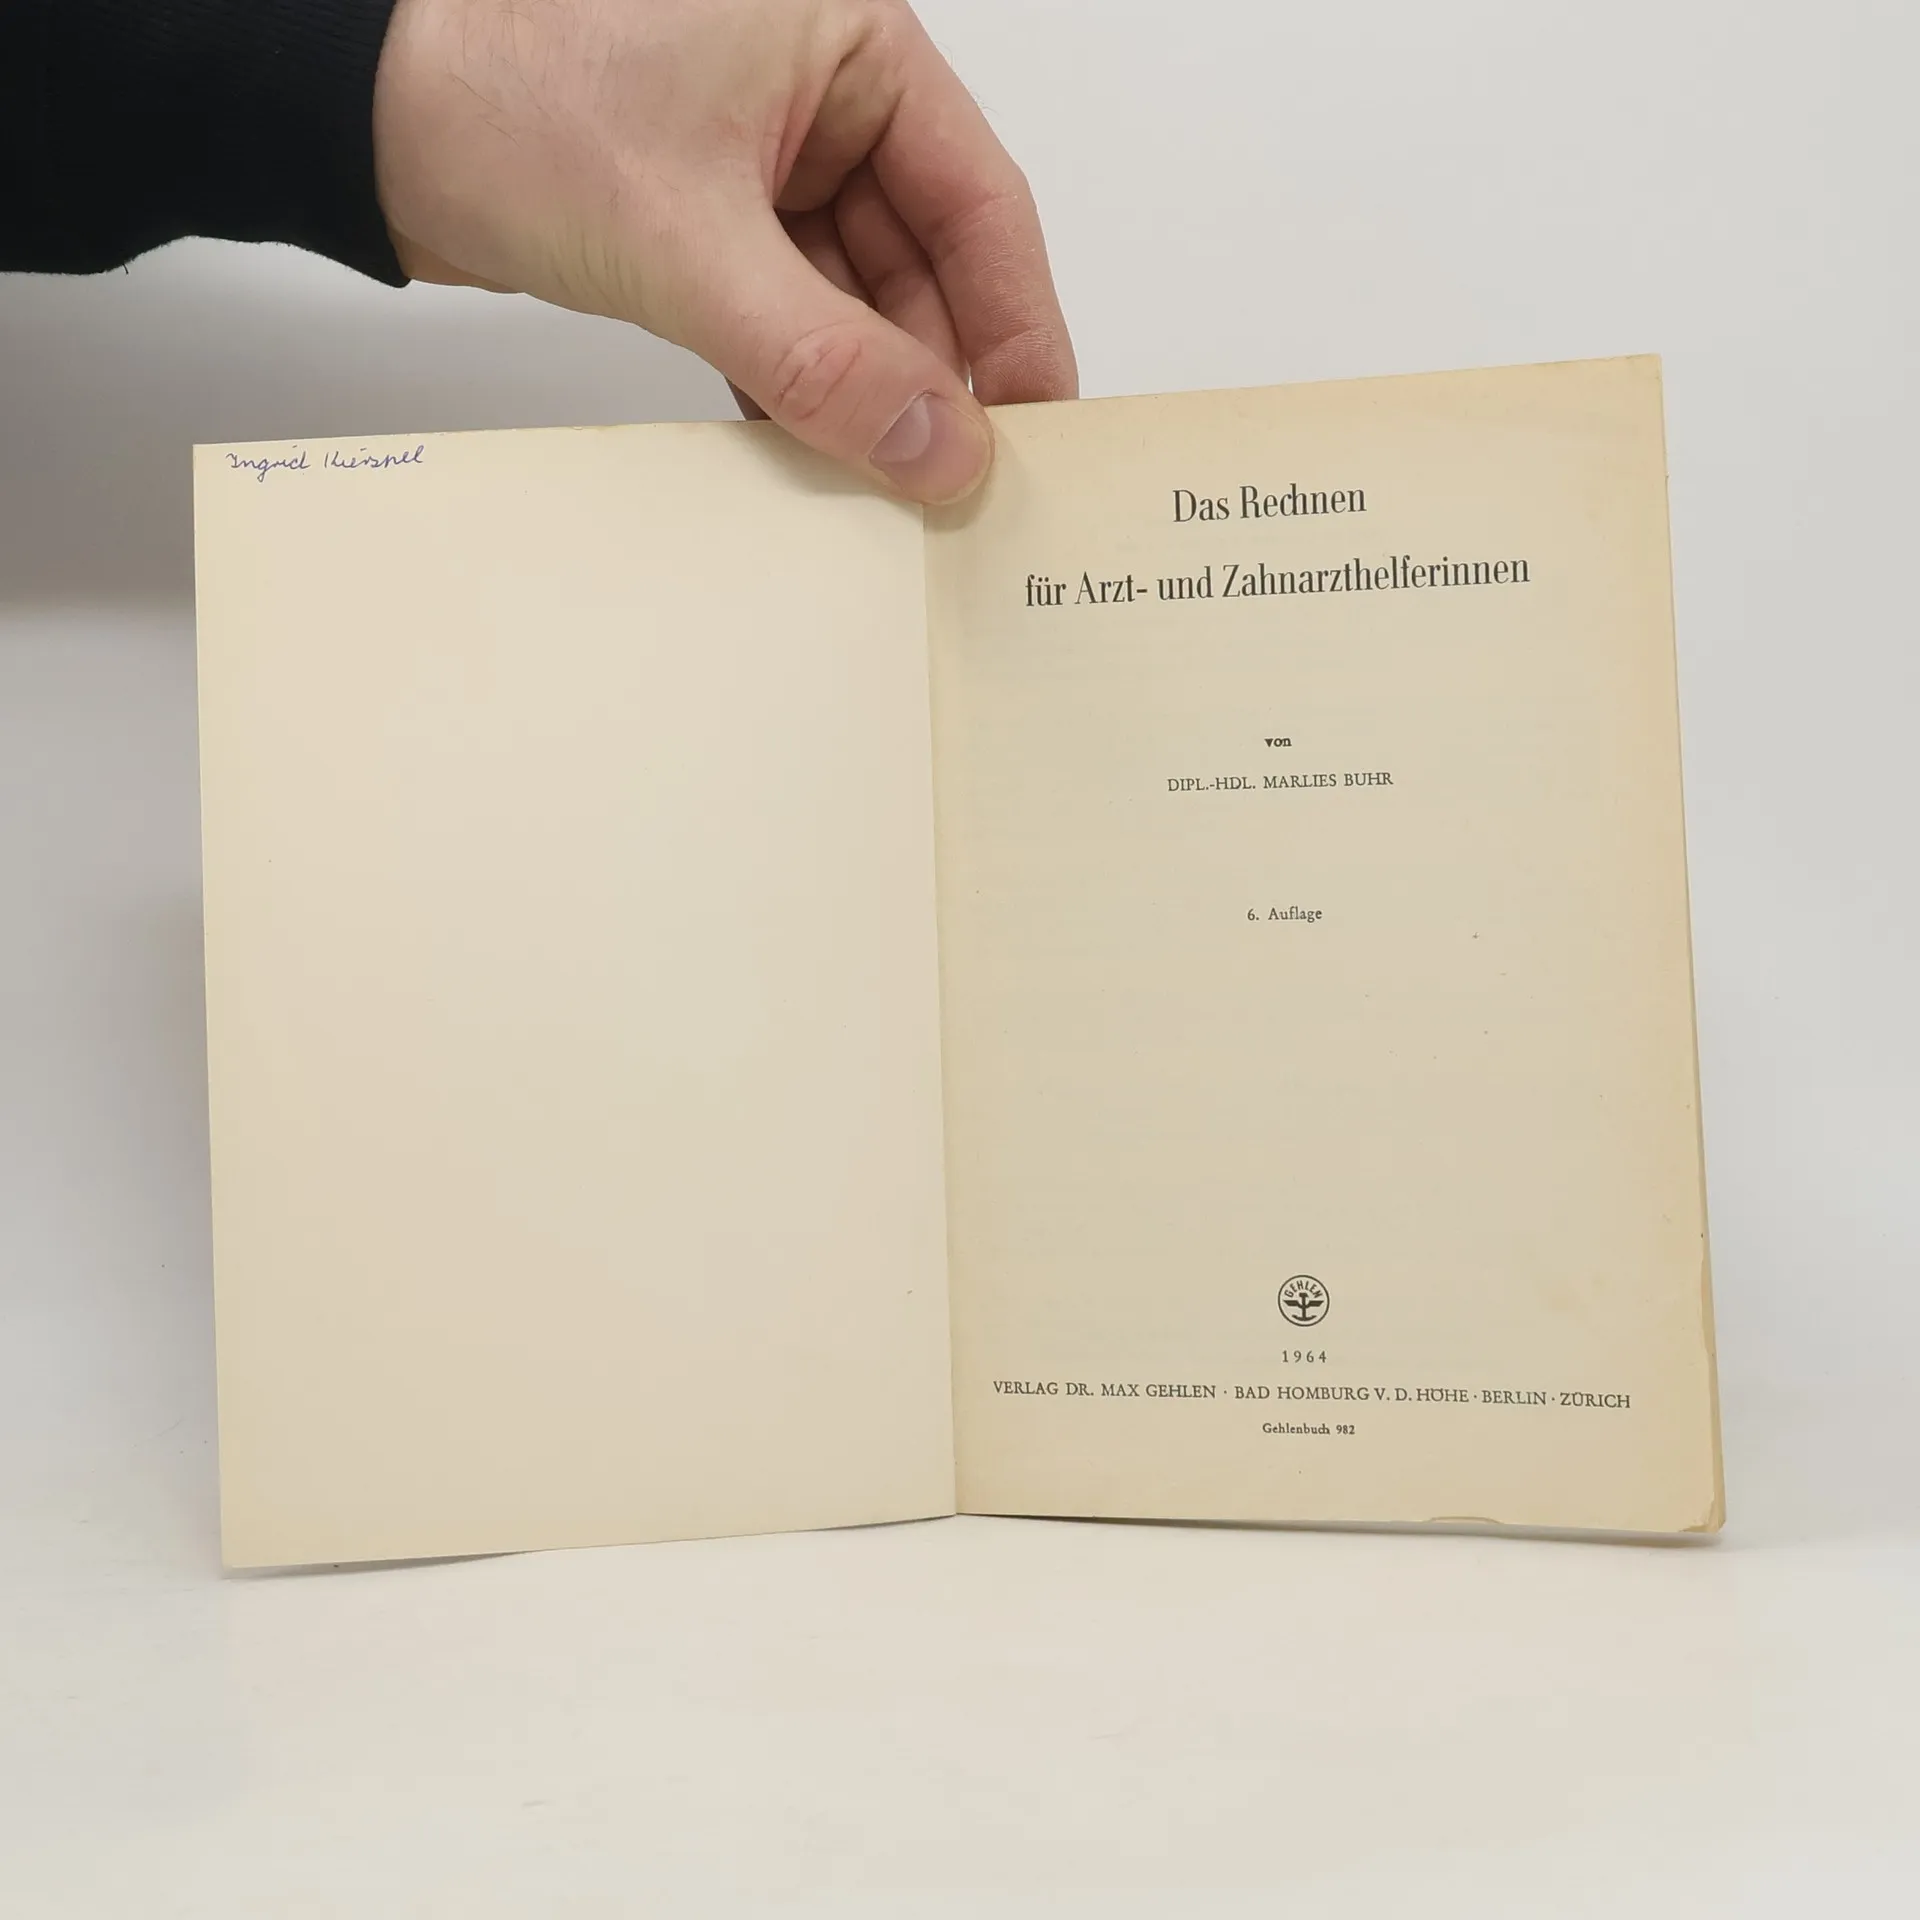 Ingrid Kierspel
Das Rechnen
für Arzt- und Zahnarzthelferinnen
von
DIPL.-HDL. MARLIES BUHR
6. Auflage
GEHLEN
1964
VERLAG DR. MAX GEHLEN · BAD HOMBURG V. D. HÖHE · BERLIN · ZÜRICH
Gehlenbuch 982